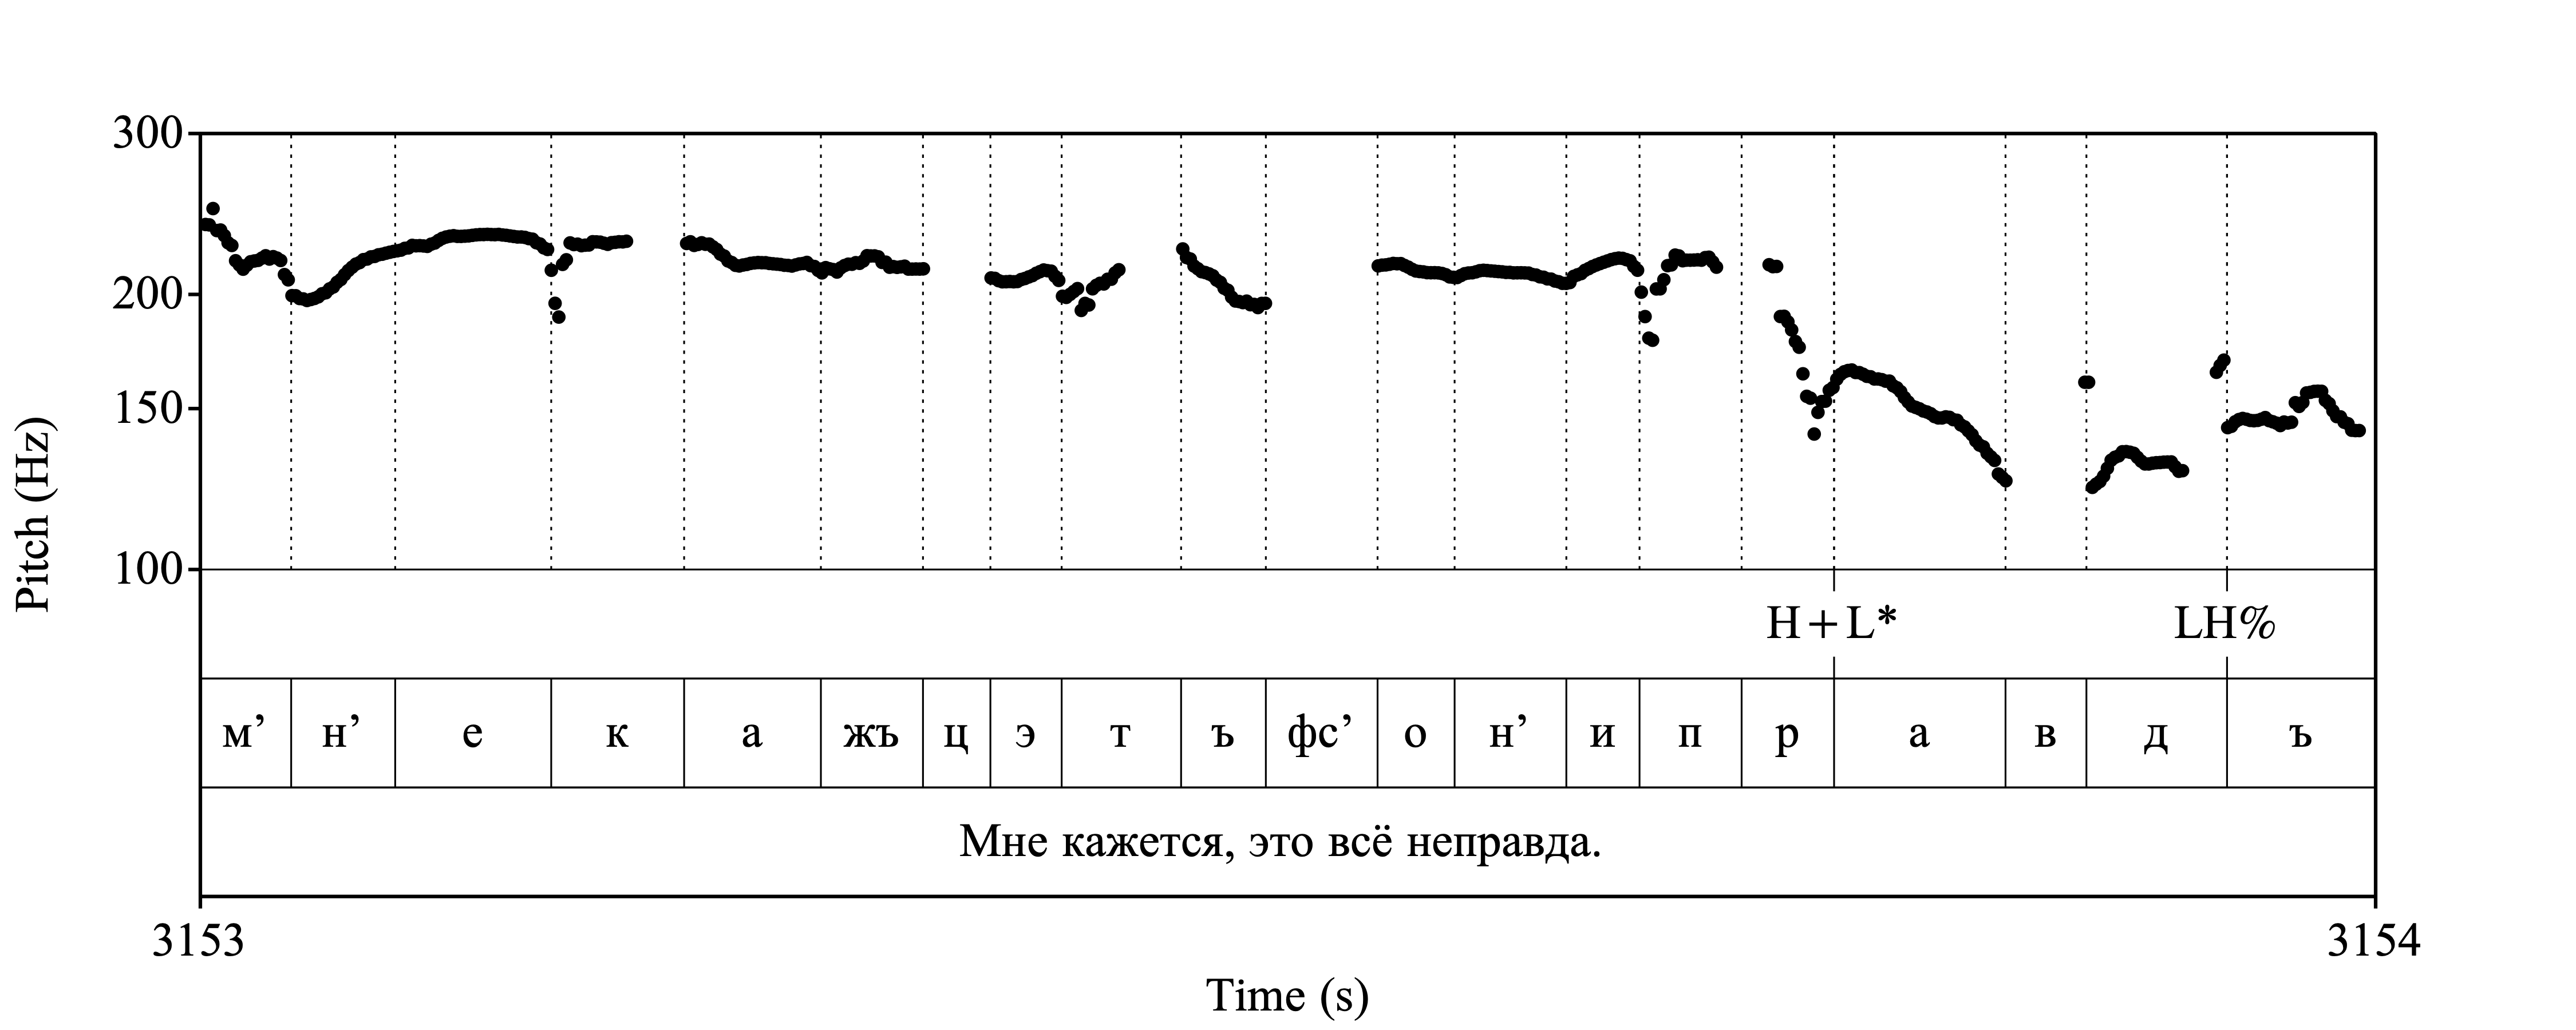 300
200
150
100
Pitch (Hz)
H+L* LH%
м’ н’ е к а жъ ц э т ъ фс’ о н’ и п р а в д ъ
Мне кажется, это всё неправда.
3153 3154
Time (s)